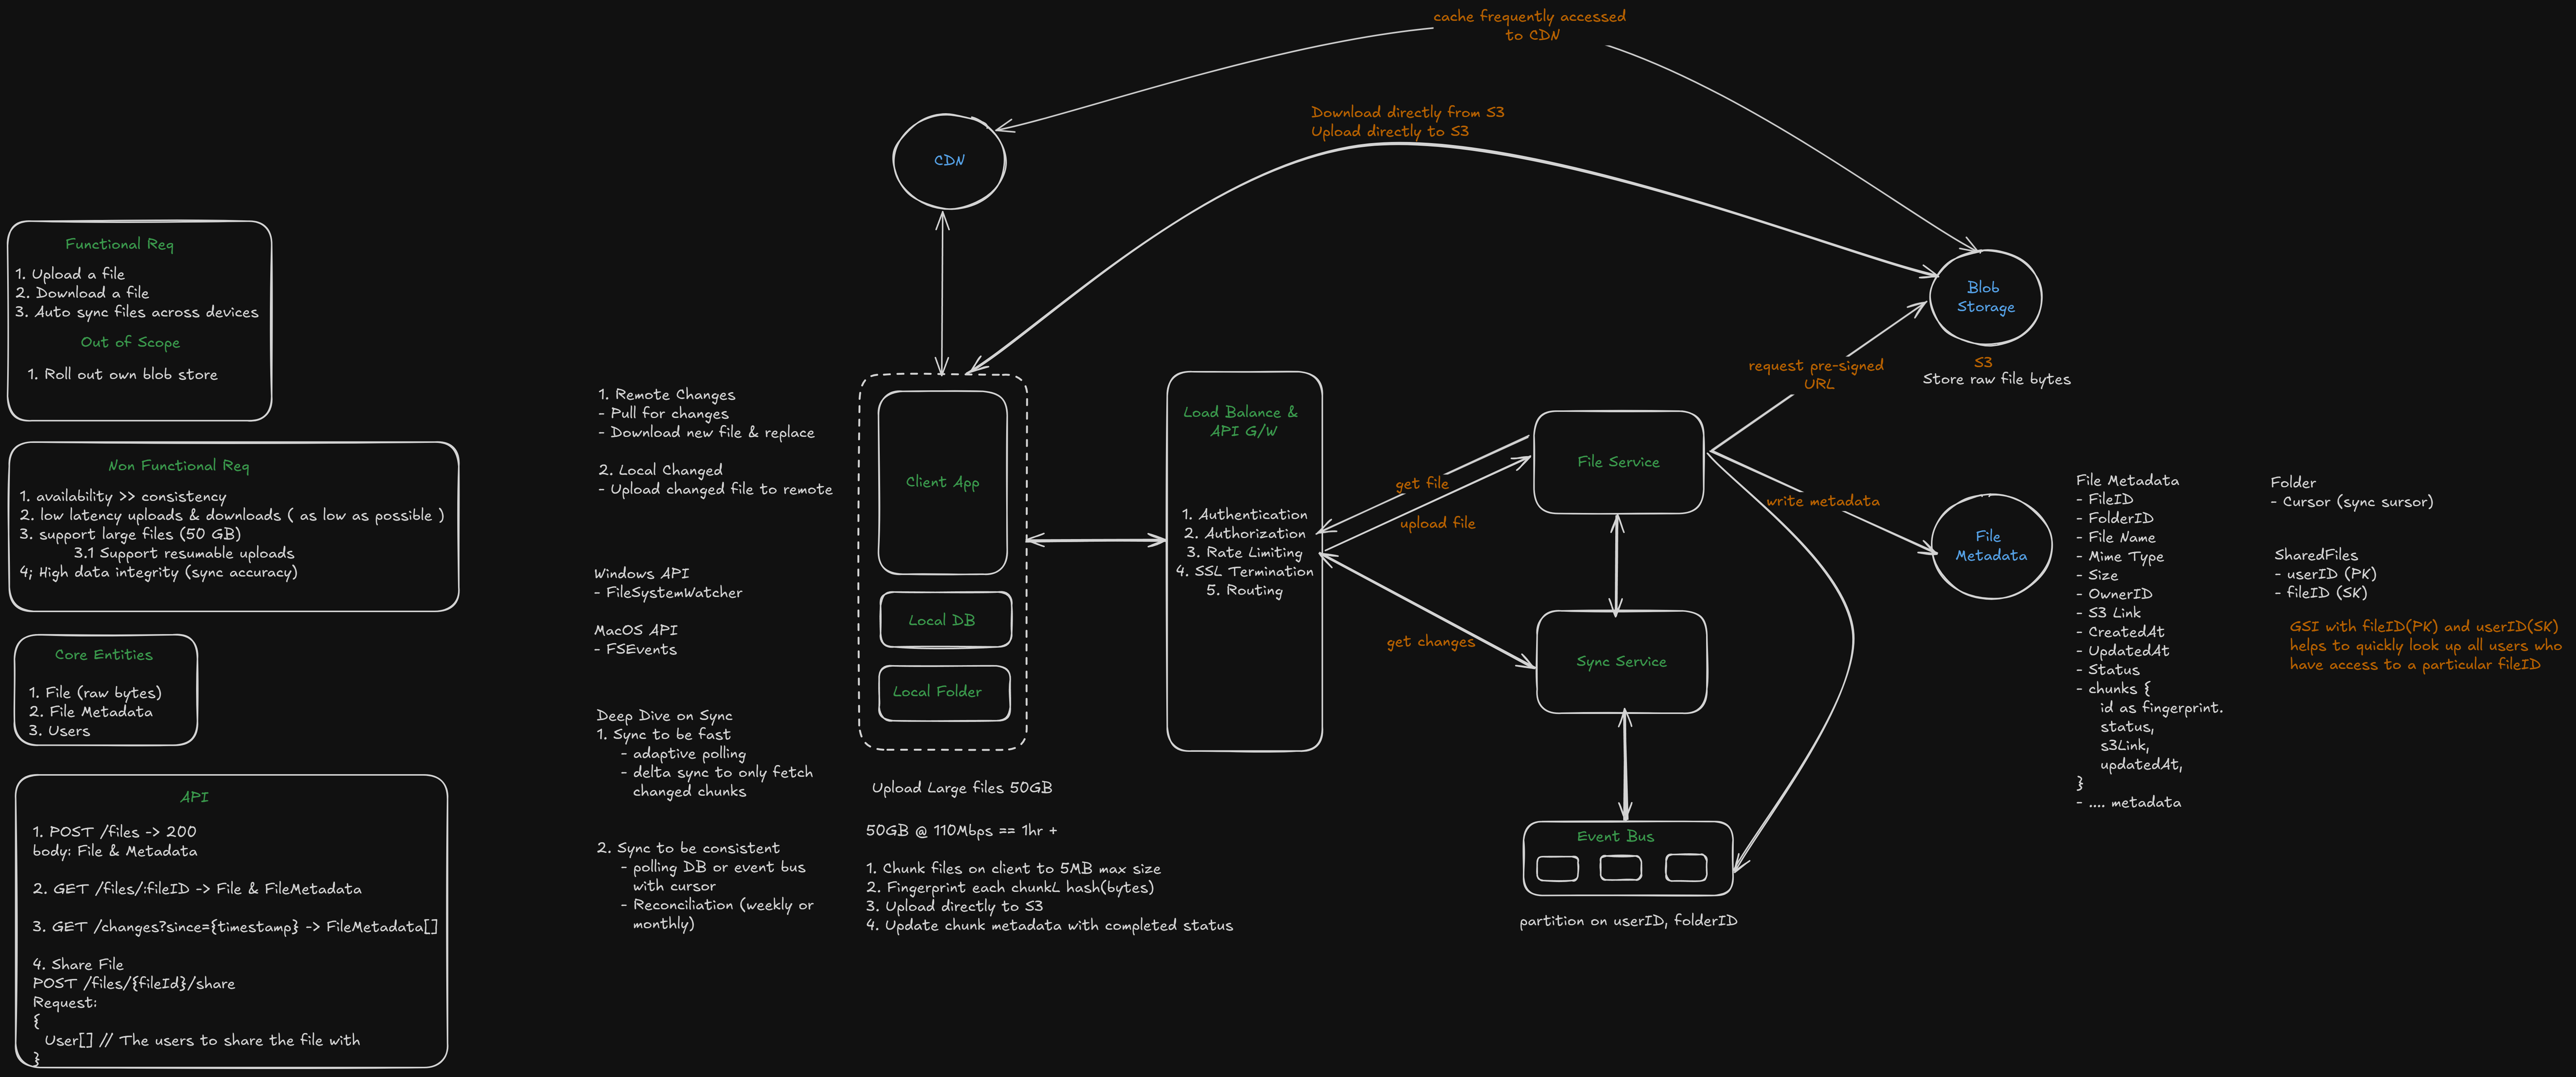 cache frequently accessed
to CDN
Download directly from S3
Upload directly to S3
CDN
Functional Req
1. Upload a file
2. Download a file
3. Auto sync files across devices
Out of Scope
1. Roll out own blob store
Non Functional Req
1. availability >> consistency
2. low latency uploads & downloads ( as low as possible )
3. support large files (50 GB)
3.1 Support resumable uploads
4; High data integrity (sync accuracy)
Core Entities
1. File (raw bytes)
2. File Metadata
3. Users
API
1. POST /files -> 200
body: File & Metadata
2. GET /files/:fileID -> File & FileMetadata
3. GET /changes?since={timestamp} -> FileMetadata[]
4. Share File
POST /files/{fileId}/share
Request:
{
User[] // The users to share the file with
}
1. Remote Changes
- Pull for changes
- Download new file & replace
2. Local Changed
- Upload changed file to remote
Windows API
- FileSystemWatcher
MacOS API
- FSEvents
Deep Dive on Sync
1. Sync to be fast
- adaptive polling
- delta sync to only fetch
changed chunks
2. Sync to be consistent
- polling DB or event bus
with cursor
- Reconciliation (weekly or
monthly)
Client App
Local DB
Local Folder
Upload Large files 50GB
50GB @ 110Mbps == 1hr +
1. Chunk files on client to 5MB max size
2. Fingerprint each chunkL hash(bytes)
3. Upload directly to S3
4. Update chunk metadata with completed status
Load Balance &
API G/W
1. Authentication
2. Authorization
3. Rate Limiting
4. SSL Termination
5. Routing
get file
upload file
get changes
File Service
Sync Service
Event Bus
partition on userID, folderID
request pre-signed
URL
write metadata
Blob
Storage
S3
Store raw file bytes
File
Metadata
File Metadata
- FileID
- FolderID
- File Name
- Mime Type
- Size
- OwnerID
- S3 Link
- CreatedAt
- UpdatedAt
- Status
- chunks {
id as fingerprint.
status,
s3Link,
updatedAt,
}
- .... metadata
Folder
- Cursor (sync sursor)
SharedFiles
- userID (PK)
- fileID (SK)
GSI with fileID(PK) and userID(SK)
helps to quickly look up all users who
have access to a particular fileID